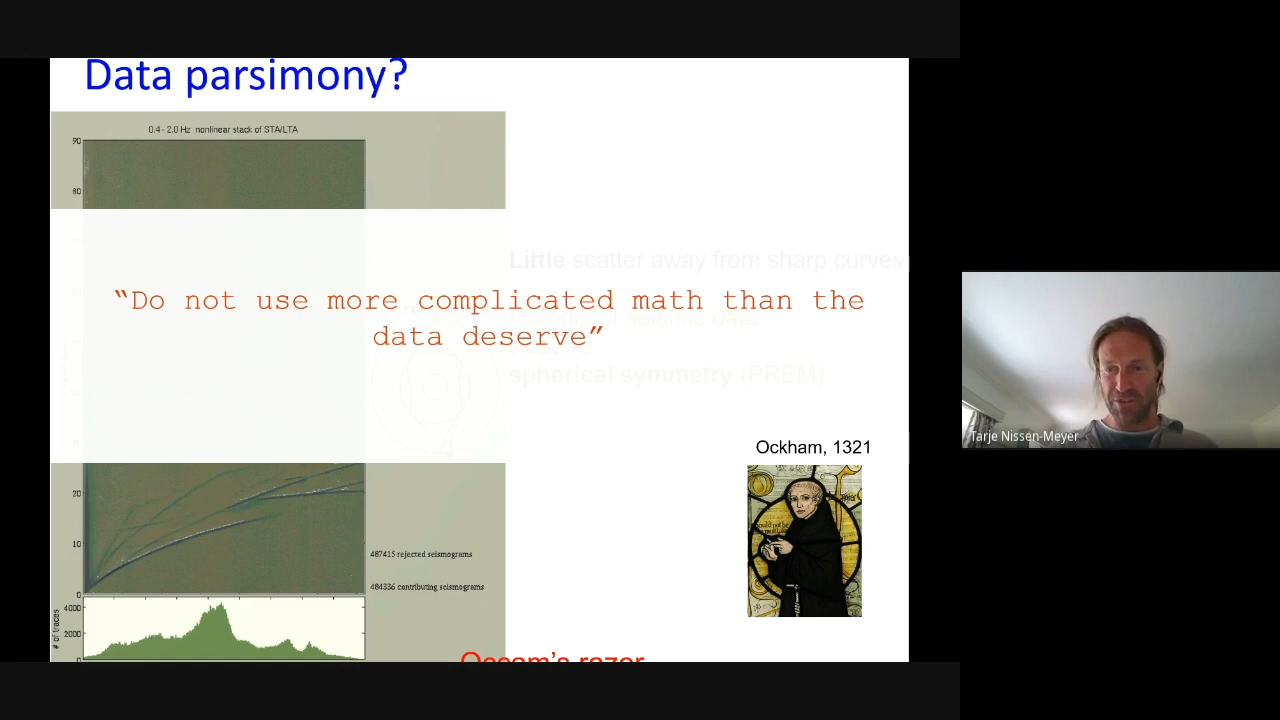 Data parsimony?
0.4 - 2.0 Hz nonlinear stack of STA/LTA
90
80
Little scatter away from sharp curves
“Do not use more complicated math than the
data deserve”
spherical symmetry (PREM)
Ockham, 1321
20
10
0
487415 rejected seismograms
484336 contributing seismograms
4000
2000
0
# of traces
Occam’s razor
Tarje Nissen-Meyer